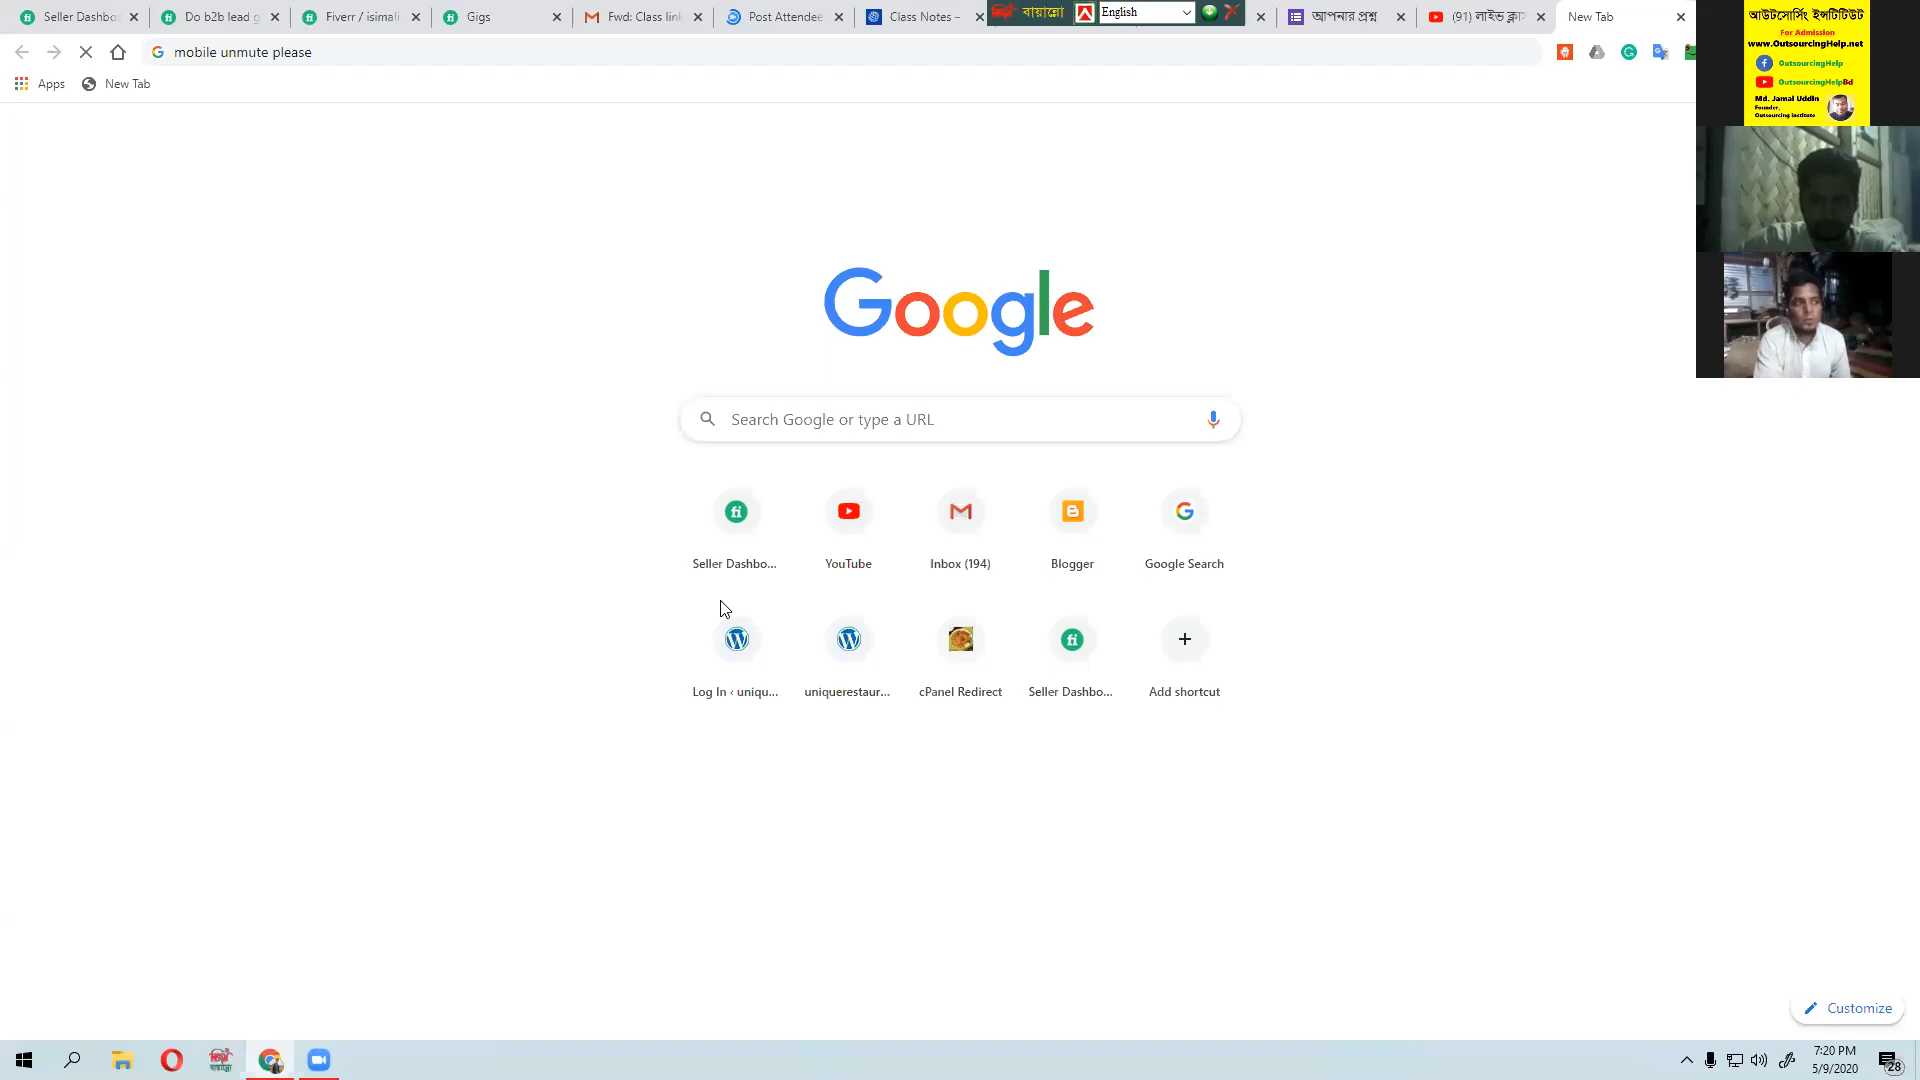 Seller Dashbo
Do b2b lead g
Fiverr / isimali
Gigs
Fwd: Class lin
Post Attendee
Class Notes –
বায়ান্নো
English
আপনার প্রশ্ন
(91) লাইভ ক্লাস
New Tab
mobile unmute please
Apps
New Tab
আউটসোর্সিং ইন্সটিটিউট
For Admission
www.OutsourcingHelp.net
OutsourcingHelp
OutsourcingHelpBd
Md. Jamal Uddin
Founder,
Outsourcing Institute
Google
Search Google or type a URL
Seller Dashbo...
YouTube
Inbox (194)
Blogger
Google Search
Log In ‹ uniqu...
uniquerestaur...
cPanel Redirect
Seller Dashbo...
Add shortcut
Customize
7:20 PM
5/9/2020
28